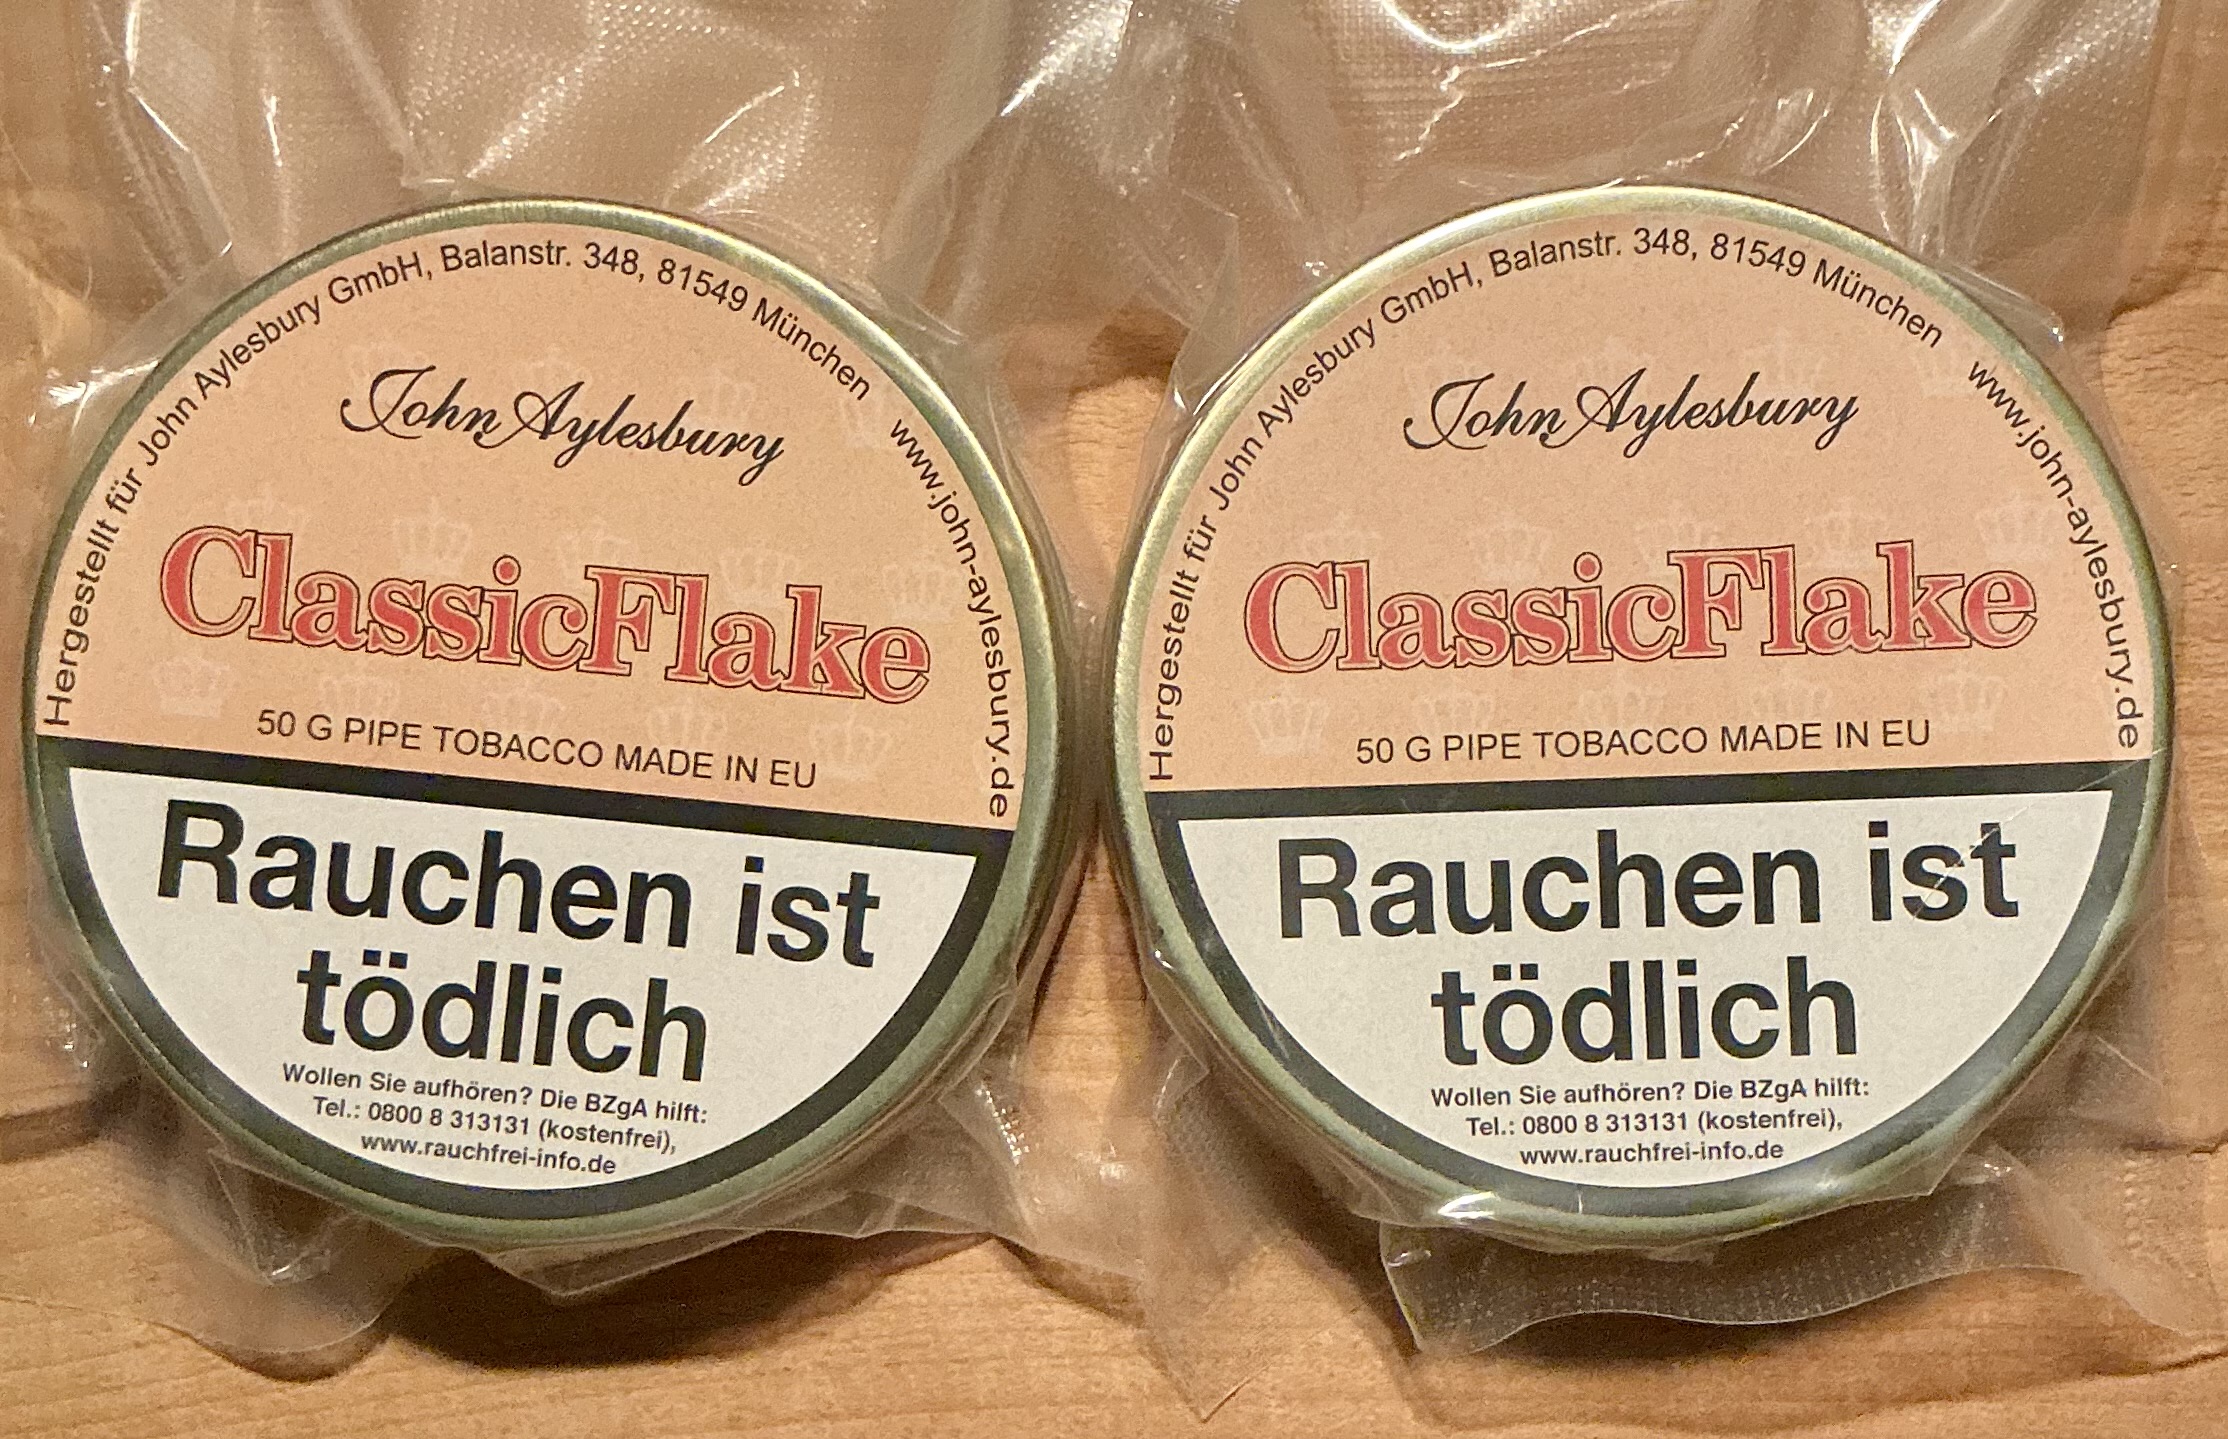 Hergestellt für John Aylesbury GmbH, Balanstr. 348, 81549 München www.john-aylesbury.de
John Aylesbury
ClassicFlake
50 G PIPE TOBACCO MADE IN EU
Rauchen ist
tödlich
Wollen Sie aufhören? Die BZgA hilft:
Tel.: 0800 8 313131 (kostenfrei),
www.rauchfrei-info.de
Hergestellt für John Aylesbury GmbH, Balanstr. 348, 81549 München www.john-aylesbury.de
John Aylesbury
ClassicFlake
50 G PIPE TOBACCO MADE IN EU
Rauchen ist
tödlich
Wollen Sie aufhören? Die BZgA hilft:
Tel.: 0800 8 313131 (kostenfrei),
www.rauchfrei-info.de